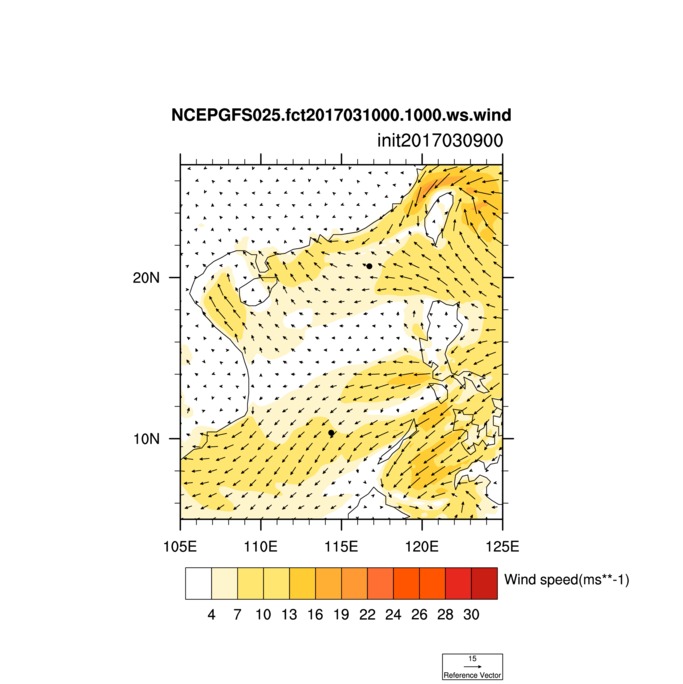 NCEPGFS025.fct2017031000.1000.ws.wind
init2017030900
20N
10N
105E 110E 115E 120E 125E
Wind speed(ms**-1)
4 7 10 13 16 19 22 24 26 28 30
15
Reference Vector